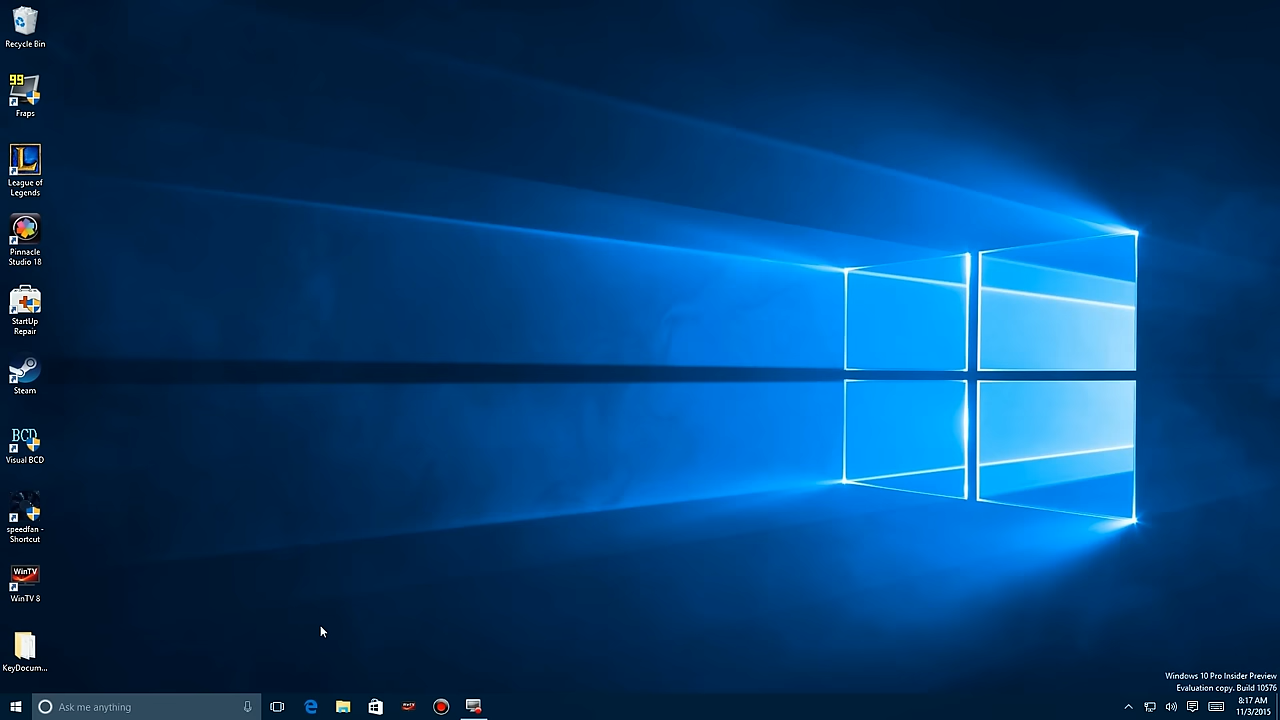 Recycle Bin
99
Fraps
L
League of
Legends
Pinnacle
Studio 18
StartUp
Repair
Steam
BCD
Visual BCD
speedfan -
Shortcut
WinTV
WinTV 8
KeyDocum...
Windows 10 Pro Insider Preview
Evaluation copy. Build 10576
Ask me anything
WinTV
8:17 AM
11/3/2015